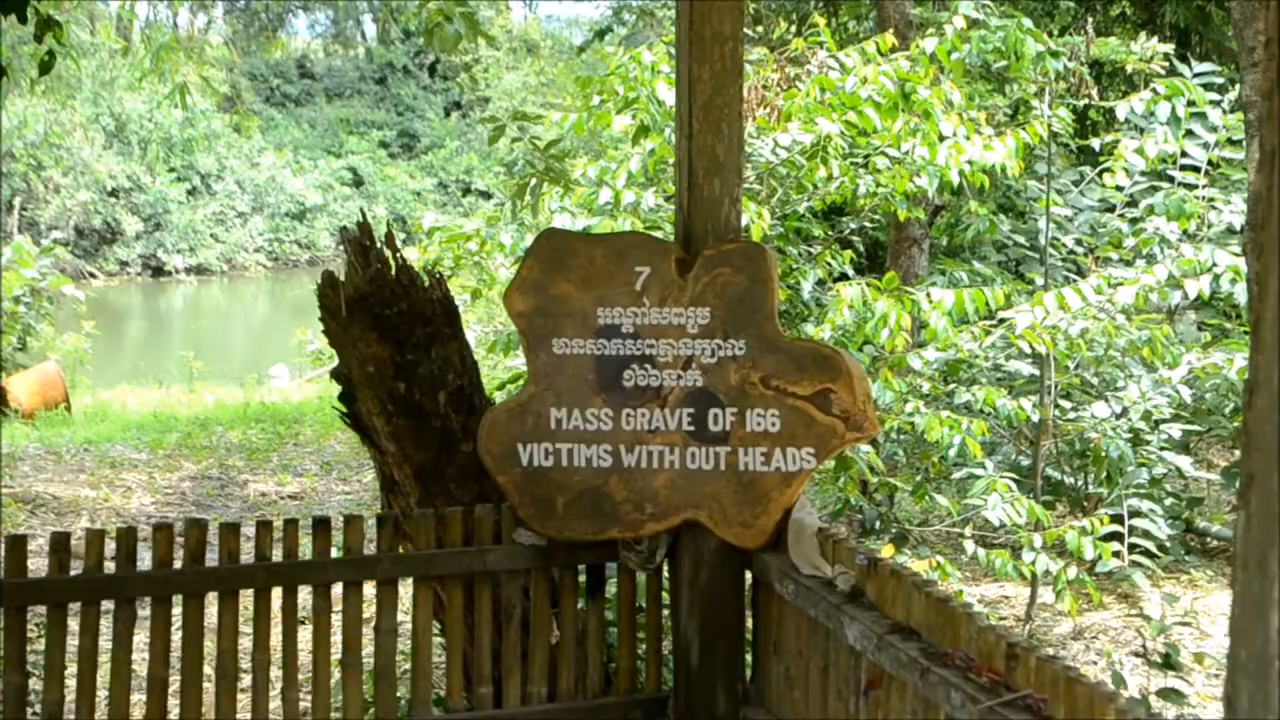 7
រណ្តៅសពរួម
មានសាកសពគ្មានក្បាល
១៦៦នាក់
MASS GRAVE OF 166
VICTIMS WITH OUT HEADS